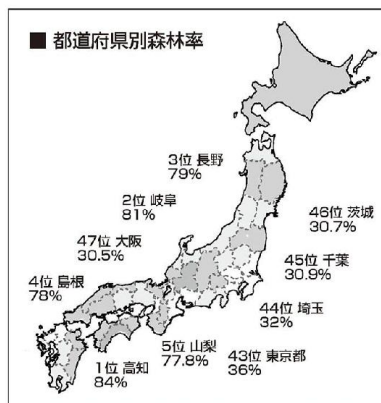 ■ 都道府県別森林率
3位 長野
79%
2位 岐阜
81%
47位 大阪
30.5%
4位 島根
78%
1位 高知
84%
5位 山梨
77.8%
46位 茨城
30.7%
45位 千葉
30.9%
44位 埼玉
32%
43位 東京都
36%